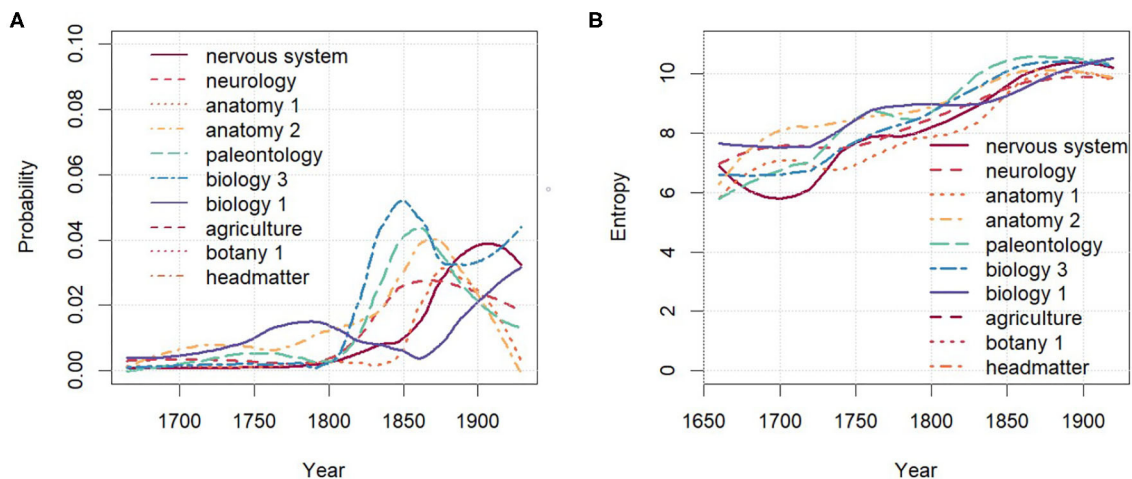 A
0.10
0.08
0.06
0.04
0.02
0.00
Probability
nervous system
neurology
anatomy 1
anatomy 2
paleontology
biology 3
biology 1
agriculture
botany 1
headmatter
1700 1750 1800 1850 1900
Year
B
10
8
6
4
2
0
Entropy
nervous system
neurology
anatomy 1
anatomy 2
paleontology
biology 3
biology 1
agriculture
botany 1
headmatter
1650 1700 1750 1800 1850 1900
Year